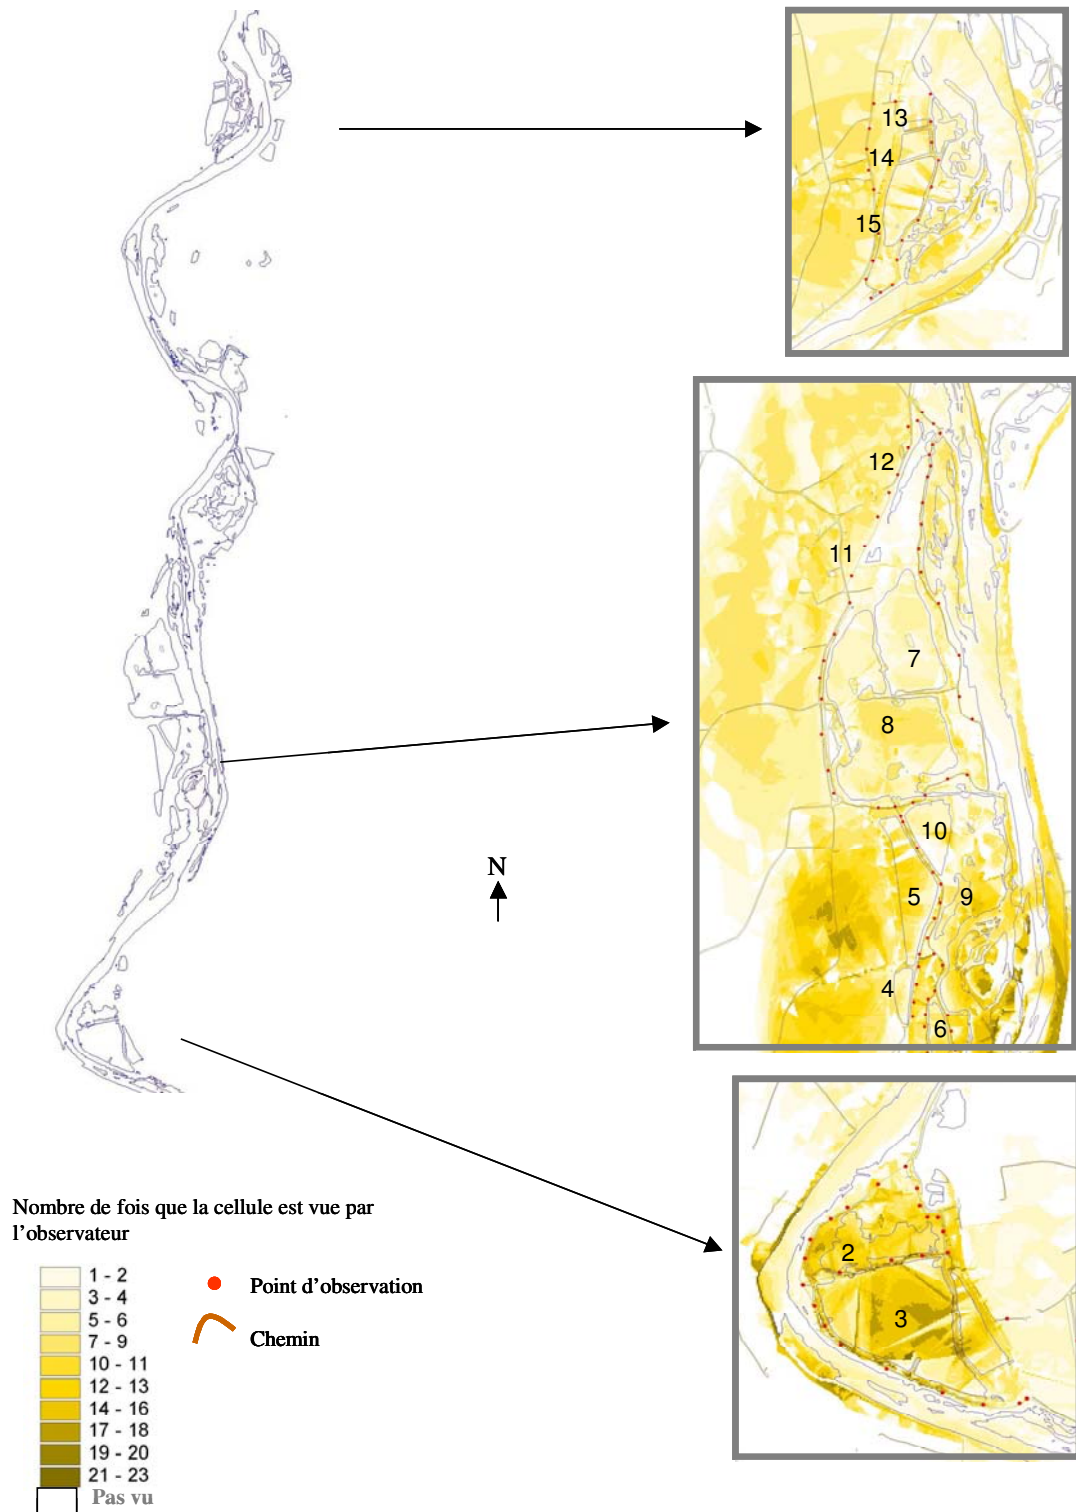 13
14
15
12
11
7
8
10
5
9
4
6
N
2
3
Nombre de fois que la cellule est vue par
l'observateur
1 - 2
3 - 4
5 - 6
7 - 9
10 - 11
12 - 13
14 - 16
17 - 18
19 - 20
21 - 23
Pas vu
Point d'observation
Chemin